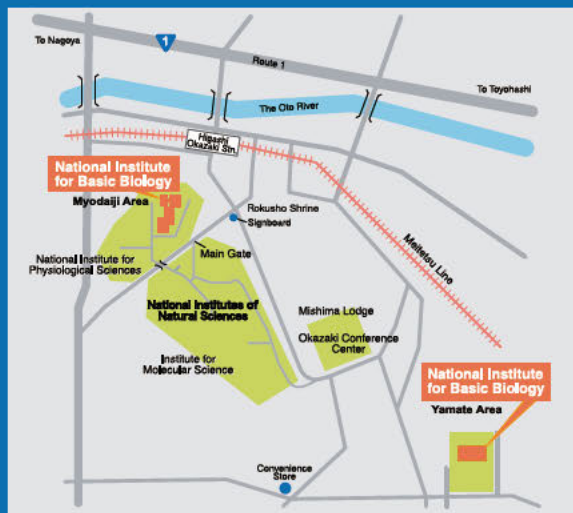 To Nagoya
1
Route 1
To Toyohashi
The Oto River
Higashi
Okazaki Stn.
National Institute
for Basic Biology
Myodaiji Area
Rokusho Shrine
Signboard
Main Gate
Meitetsu Line
National Institute for
Physiological Sciences
National Institutes of
Natural Sciences
Mishima Lodge
Okazaki Conference
Center
Institute for
Molecular Science
National Institute
for Basic Biology
Yamate Area
Convenience
Store